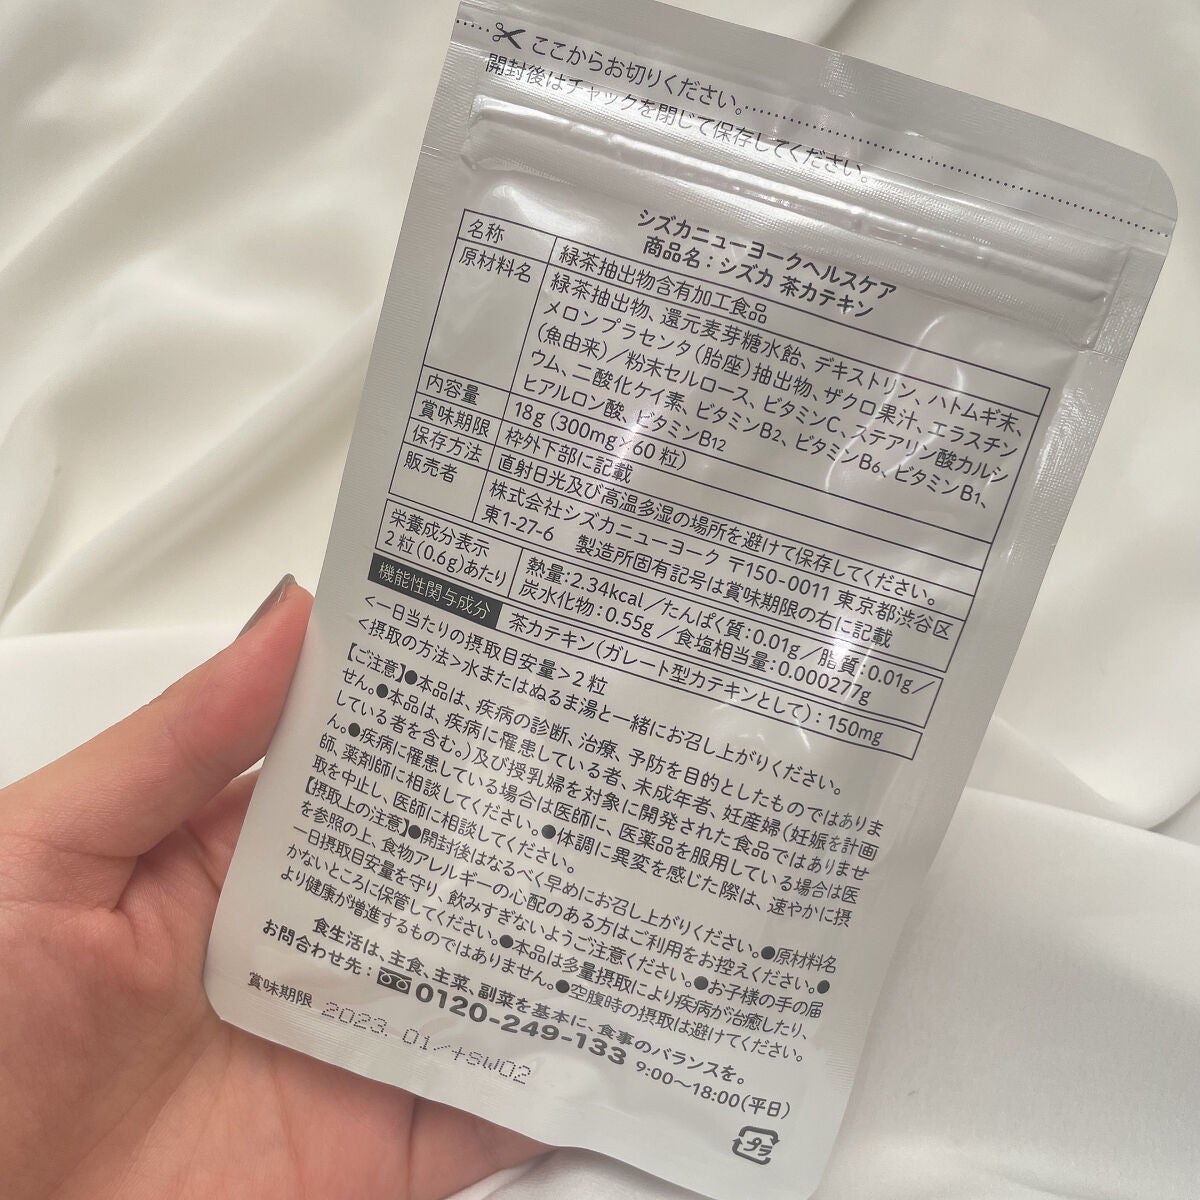 ここからお切りください。
開封後はチャックを閉じて保存してください。
シズカニューヨークヘルスケア
商品名：シズカ 茶カテキン
名称 緑茶抽出物含有加工食品
原材料名 緑茶抽出物、還元麦芽糖水飴、デキストリン、ハトムギ末、
メロンプラセンタ(胎座)抽出物、ザクロ果汁、エラスチン
(魚由来)／粉末セルロース、ビタミンC、ステアリン酸カルシ
ウム、二酸化ケイ素、ビタミンB2、ビタミンB6、ビタミンB1、
ヒアルロン酸、ビタミンB12
内容量 18g (300mg×60粒)
賞味期限 枠外下部に記載
保存方法 直射日光及び高温多湿の場所を避けて保存してください。
販売者 株式会社シズカニューヨーク 〒150-0011 東京都渋谷区
東1-27-6 製造所固有記号は賞味期限の右に記載
栄養成分表示 熱量:2.34kcal／たんぱく質:0.01g／脂質:0.01g／
2粒(0.6g)あたり 炭水化物:0.55g／食塩相当量:0.000277g
機能性関与成分 茶カテキン(ガレート型カテキンとして)：150mg
<一日当たりの摂取目安量>2粒
<摂取の方法>水またはぬるま湯と一緒にお召し上がりください。
【ご注意】●本品は、疾病の診断、治療、予防を目的としたものではありま
せん。●本品は、疾病に罹患している者、未成年者、妊産婦(妊娠を計画
している者を含む。)及び授乳婦を対象に開発された食品ではありませ
ん。●疾病に罹患している場合は医師に、医薬品を服用している場合は医
師、薬剤師に相談してください。●体調に異変を感じた際は、速やかに摂
取を中止し、医師に相談してください。
【摂取上の注意】●開封後はなるべく早めにお召し上がりください。●原材料名
を参照の上、食物アレルギーの心配のある方はご利用をお控えください。●
一日摂取目安量を守り、飲みすぎないようご注意ください。●お子様の手の届
かないところに保管してください。●本品は多量摂取により疾病が治癒したり、
より健康が増進するものではありません。●空腹時の摂取は避けてください。
食生活は、主食、主菜、副菜を基本に、食事のバランスを。
お問合わせ先：0120-249-133 9:00～18:00(平日)
賞味期限 2023.01/+SW02
プラ